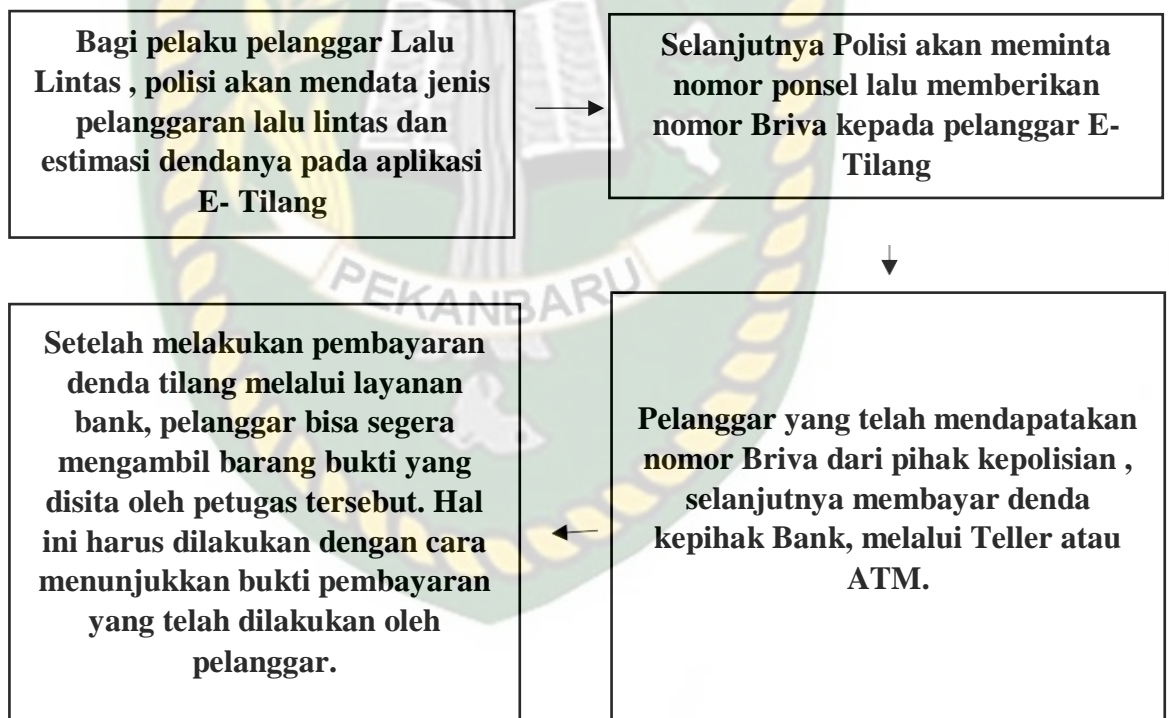 Bagi pelaku pelanggar Lalu
Lintas , polisi akan mendata jenis
pelanggaran lalu lintas dan
estimasi dendanya pada aplikasi
E- Tilang
Selanjutnya Polisi akan meminta
nomor ponsel lalu memberikan
nomor Briva kepada pelanggar E-
Tilang
Pelanggar yang telah mendapatakan
nomor Briva dari pihak kepolisian ,
selanjutnya membayar denda
kepihak Bank, melalui Teller atau
ATM.
Setelah melakukan pembayaran
denda tilang melalui layanan
bank, pelanggar bisa segera
mengambil barang bukti yang
disita oleh petugas tersebut. Hal
ini harus dilakukan dengan cara
menunjukkan bukti pembayaran
yang telah dilakukan oleh
pelanggar.
PEKANBARU